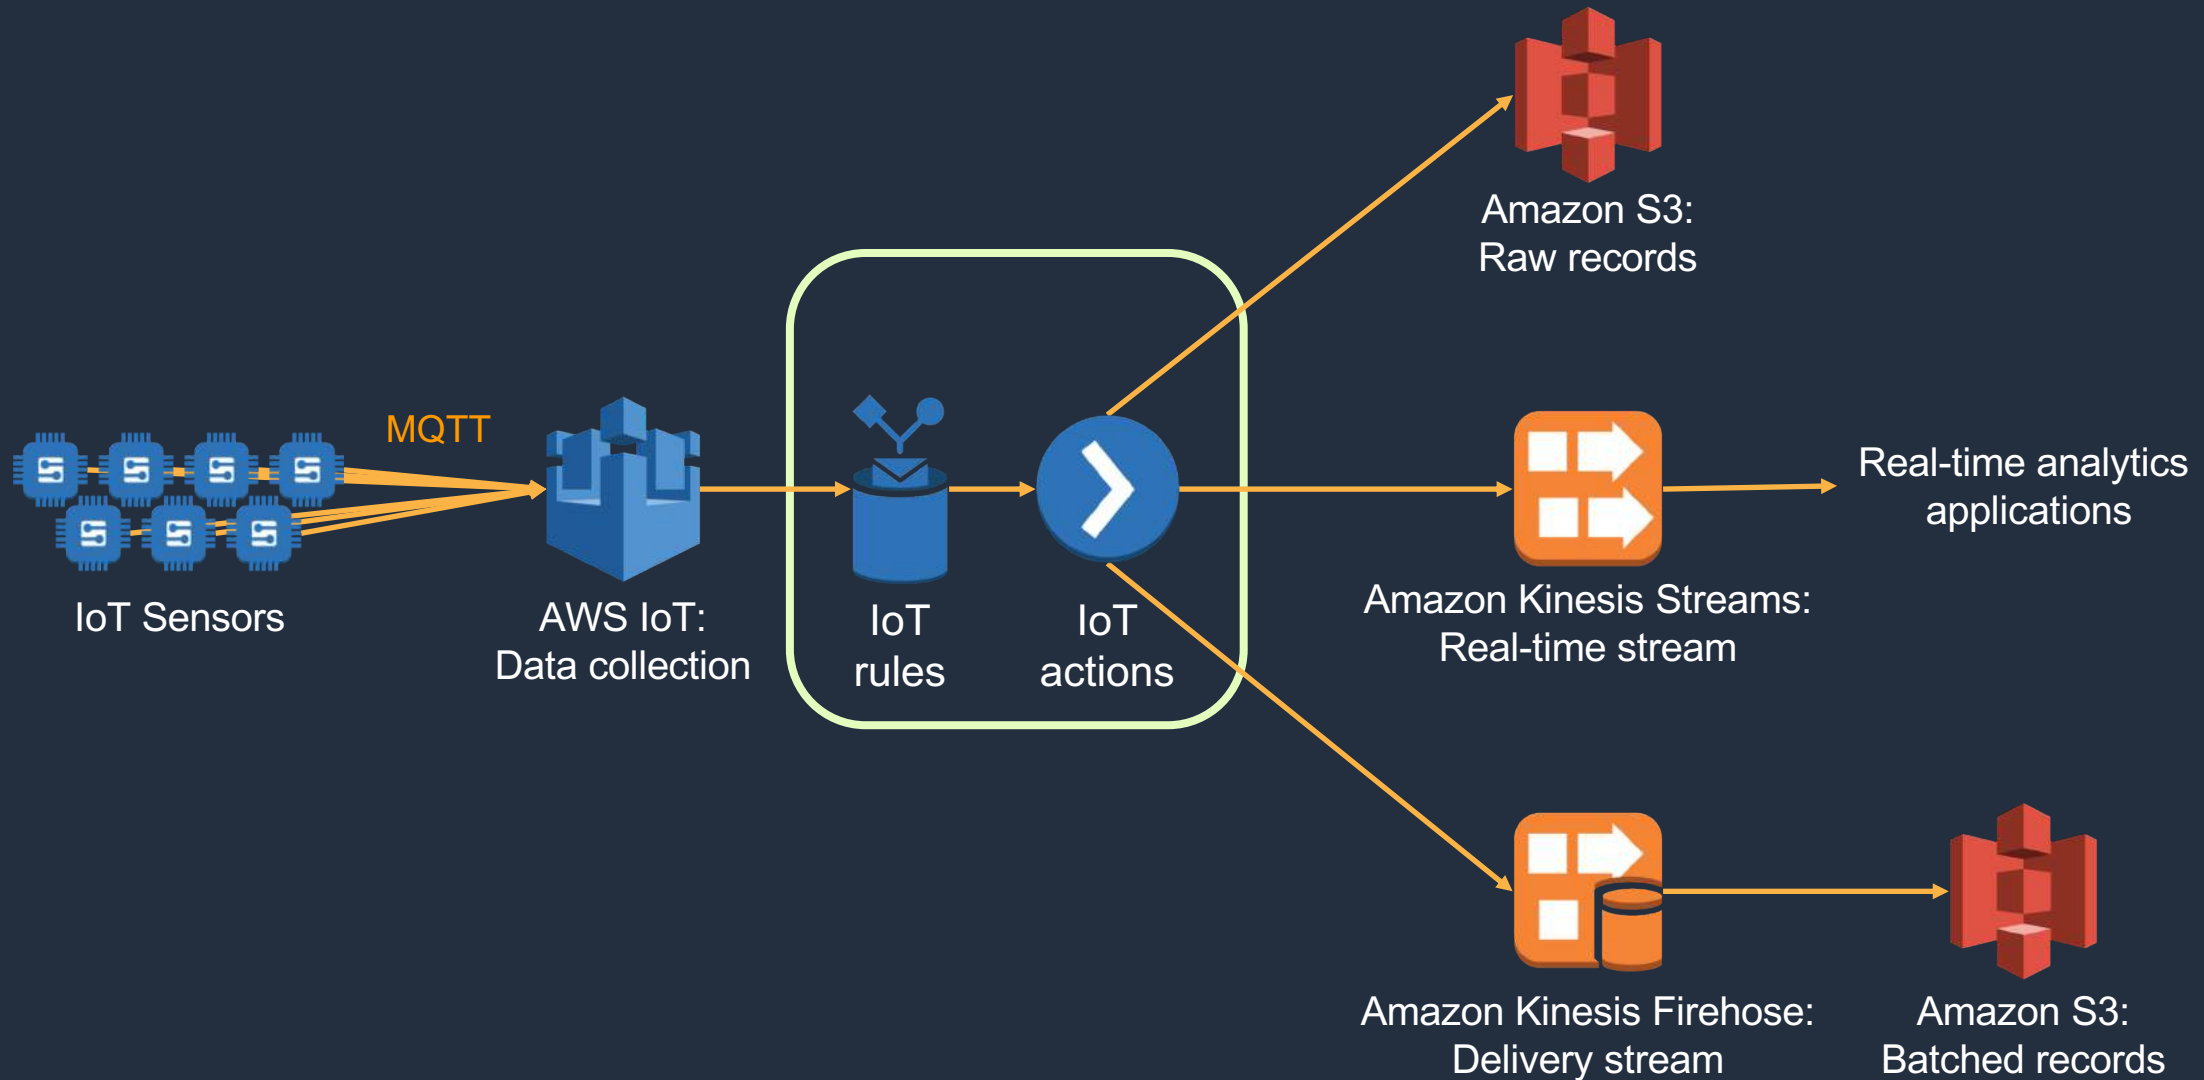 Amazon S3:
Raw records
MQTT
IoT Sensors
AWS IoT:
Data collection
IoT
rules
IoT
actions
Amazon Kinesis Streams:
Real-time stream
Real-time analytics
applications
Amazon Kinesis Firehose:
Delivery stream
Amazon S3:
Batched records